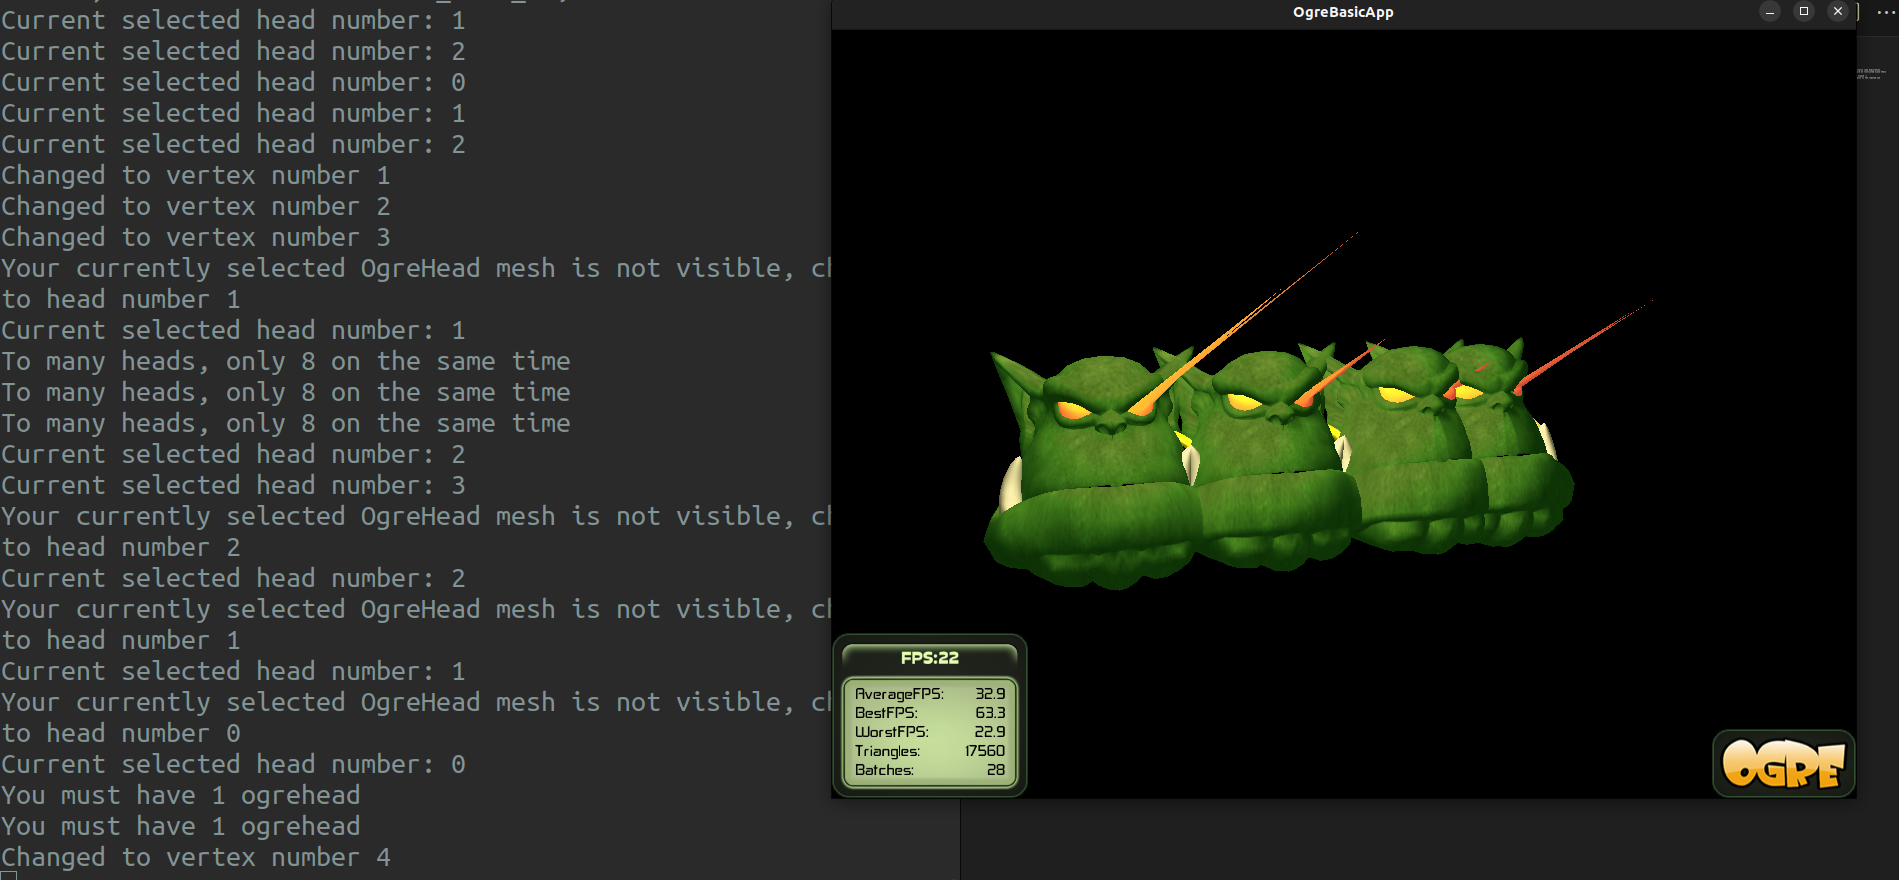 Current selected head number: 1
Current selected head number: 2
Current selected head number: 0
Current selected head number: 1
Current selected head number: 2
Changed to vertex number 1
Changed to vertex number 2
Changed to vertex number 3
Your currently selected OgreHead mesh is not visible,
to head number 1
Current selected head number: 1
To many heads, only 8 on the same time
To many heads, only 8 on the same time
To many heads, only 8 on the same time
Current selected head number: 2
Current selected head number: 3
Your currently selected OgreHead mesh is not visible,
to head number 2
Current selected head number: 2
Your currently selected OgreHead mesh is not visible,
to head number 1
Current selected head number: 1
Your currently selected OgreHead mesh is not visible,
to head number 0
Current selected head number: 0
You must have 1 ogrehead
You must have 1 ogrehead
Changed to vertex number 4
OgreBasicApp
FPS:22
AverageFPS: 32.9
BestFPS: 63.3
WorstFPS: 22.9
Triangles: 17560
Batches: 28
OGRE